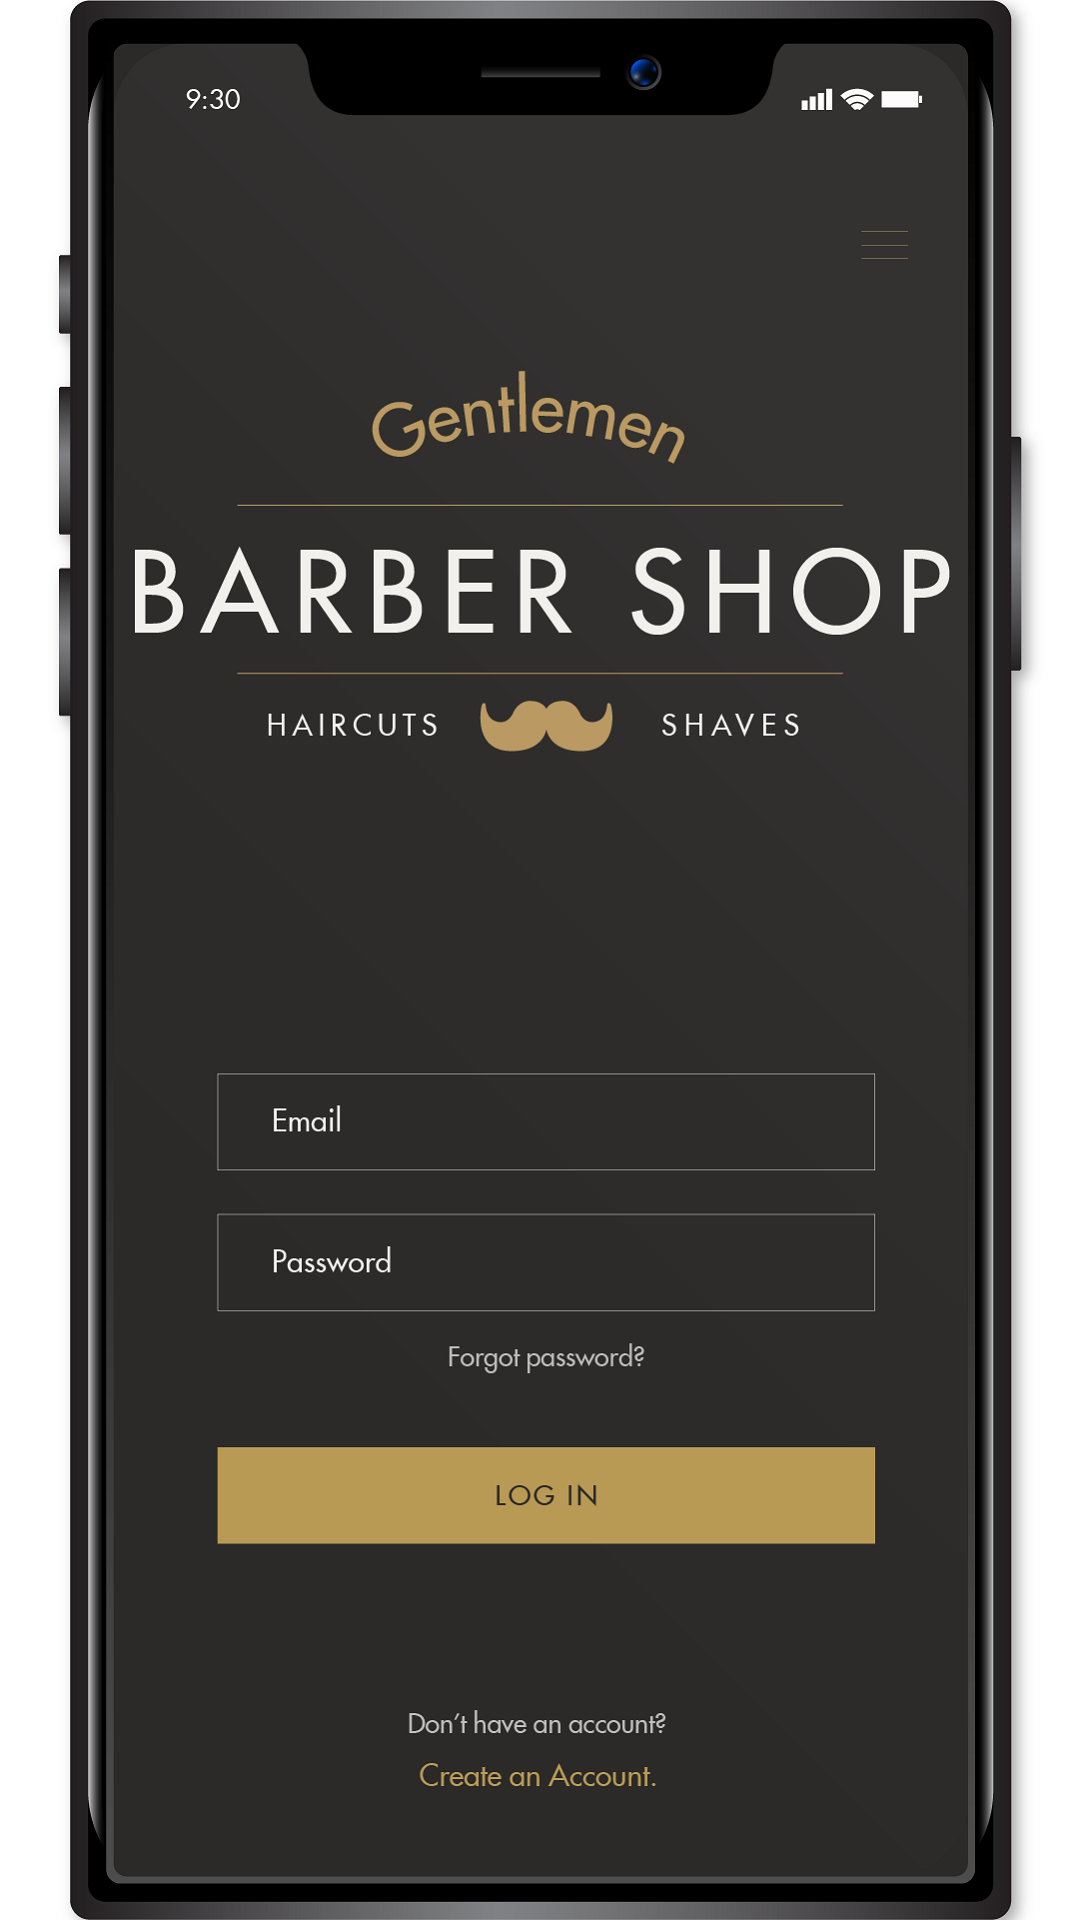 9:30
Gentlemen
BARBER SHOP
HAIRCUTS SHAVES
Email
Password
Forgot password?
LOG IN
Don't have an account?
Create an Account.